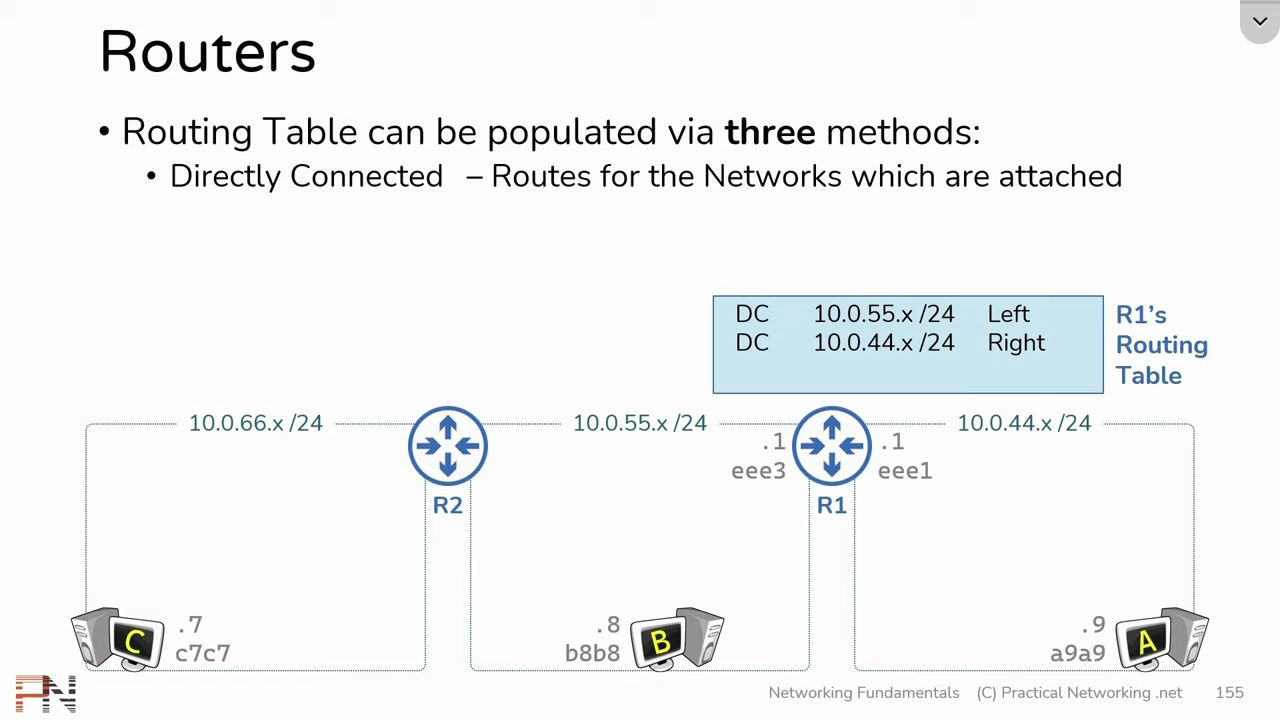 Routers
• Routing Table can be populated via three methods:
• Directly Connected – Routes for the Networks which are attached
DC 10.0.55.x /24 Left
DC 10.0.44.x /24 Right
R1's
Routing
Table
10.0.66.x /24
10.0.55.x /24
10.0.44.x /24
.1
eee3
.1
eee1
R2
R1
C
.7
c7c7
.8
b8b8
B
.9
a9a9
A
PN
Networking Fundamentals (C) Practical Networking .net 155